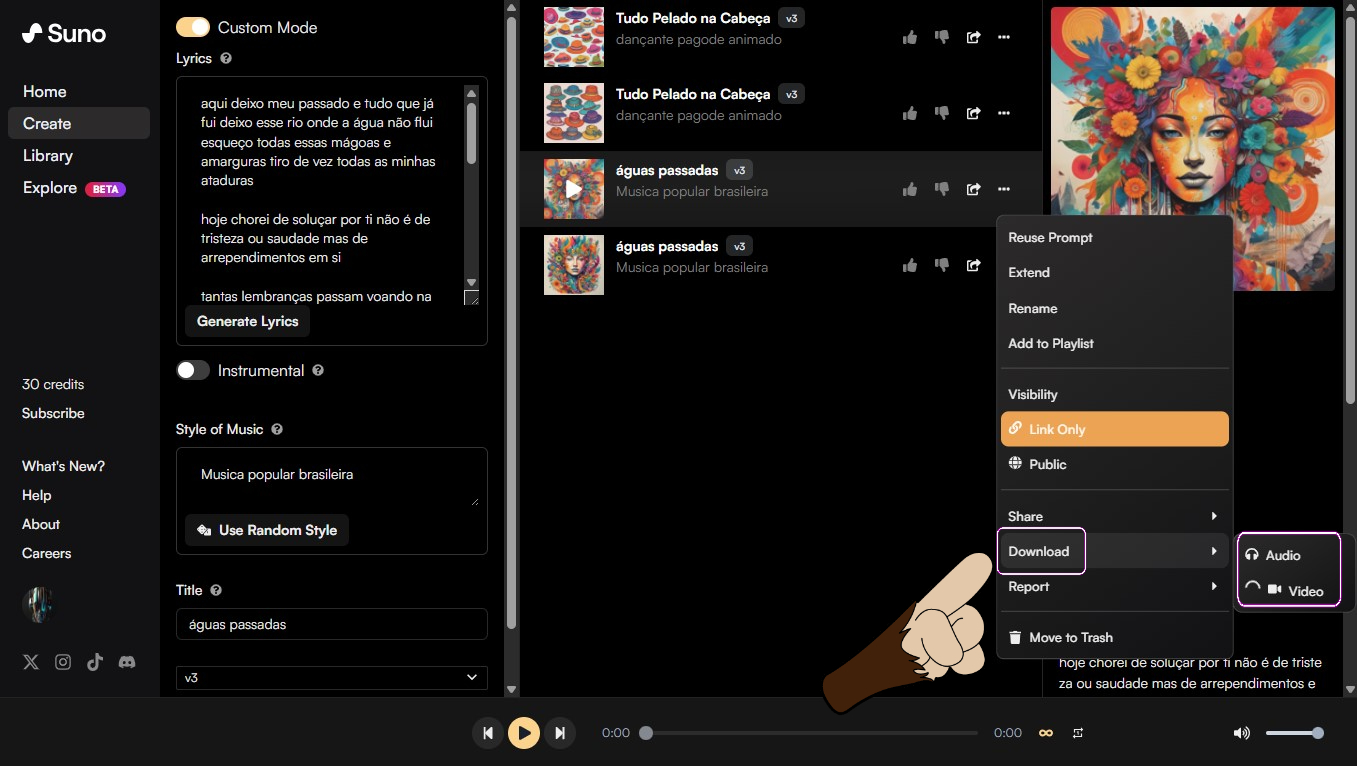 Suno
Home
Create
Library
Explore BETA
30 credits
Subscribe
What's New?
Help
About
Careers
Custom Mode
Lyrics
aqui deixo meu passado e tudo que já
fui deixo esse rio onde a água não flui
esqueço todas essas mágoas e
amarguras tiro de vez todas as minhas
ataduras
hoje chorei de soluçar por ti não é de
tristeza ou saudade mas de
arrependimentos em si
tantas lembranças passam voando na
Generate Lyrics
Instrumental
Style of Music
Musica popular brasileira
Use Random Style
Title
águas passadas
v3
Tudo Pelado na Cabeça v3
dançante pagode animado
Tudo Pelado na Cabeça v3
dançante pagode animado
águas passadas v3
Musica popular brasileira
águas passadas v3
Musica popular brasileira
Reuse Prompt
Extend
Rename
Add to Playlist
Visibility
Link Only
Public
Share
Download
Report
Move to Trash
Audio
Video
hoje chorei de soluçar por ti não é de triste
za ou saudade mas de arrependimentos e
0:00
0:00